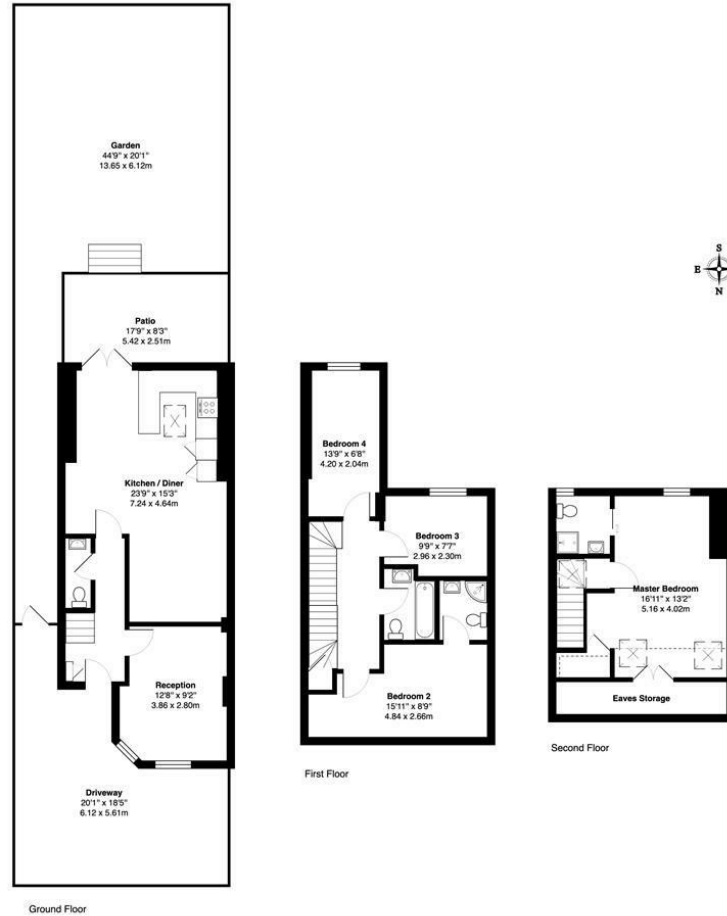 Garden
44'9" x 20'1"
13.65 x 6.12m
Patio
17'9" x 8'3"
5.42 x 2.51m
Kitchen / Diner
23'9" x 15'3"
7.24 x 4.64m
Reception
12'8" x 9'2"
3.86 x 2.80m
Driveway
20'1" x 18'5"
6.12 x 5.61m
Ground Floor
Bedroom 4
13'9" x 6'8"
4.20 x 2.04m
Bedroom 3
9'9" x 7'7"
2.96 x 2.30m
Bedroom 2
15'11" x 8'9"
4.84 x 2.66m
First Floor
S
E
N
Master Bedroom
16'11" x 13'2"
5.16 x 4.02m
Eaves Storage
Second Floor